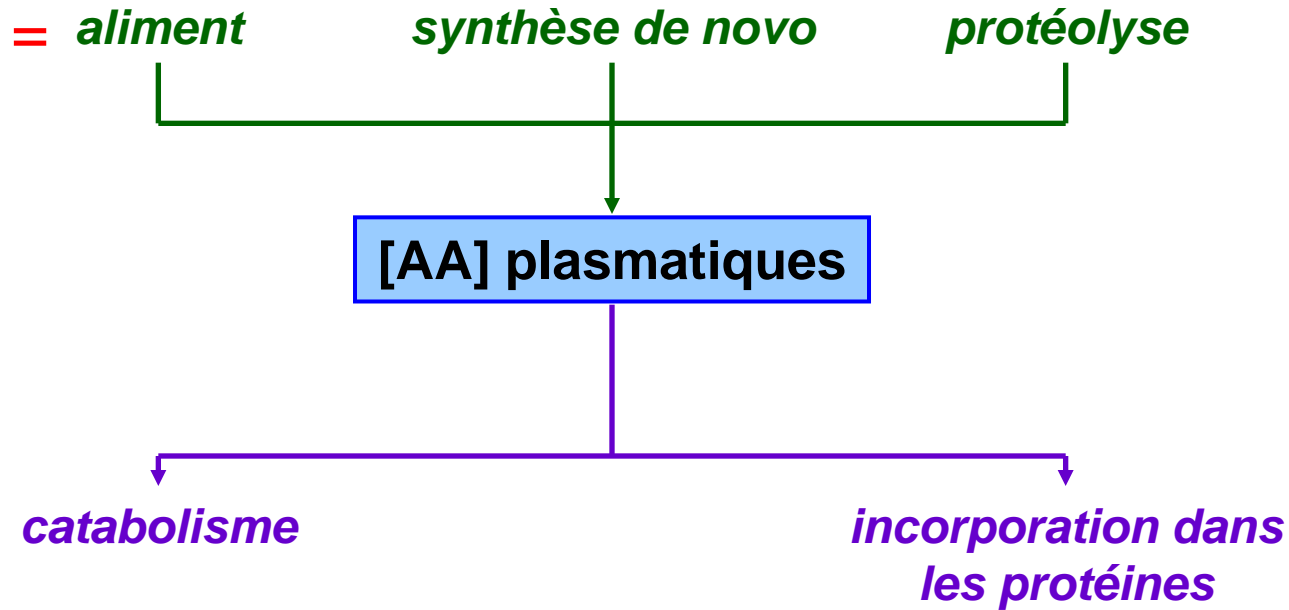 = aliment synthèse de novo protéolyse
[AA] plasmatiques
catabolisme incorporation dans
les protéines